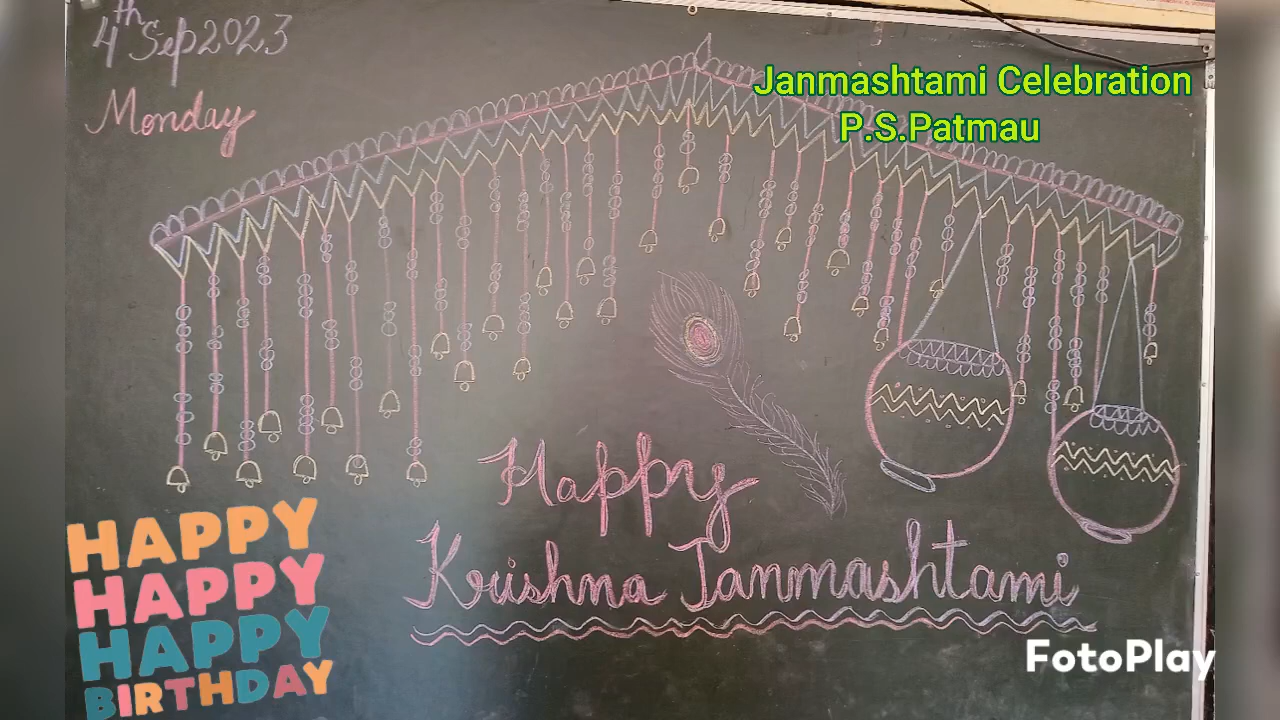 4th Sep 2023
Monday
Janmashtami Celebration
P.S.Patmau
Happy
Krishna Janmashtami
HAPPY
HAPPY
HAPPY
BIRTHDAY
FotoPlay